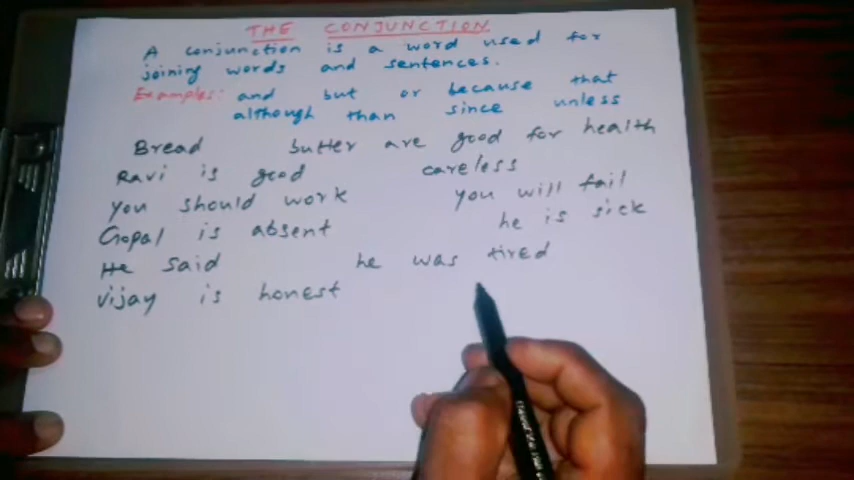 THE CONJUNCTION
A conjunction is a word used for
joining words and sentences.
Examples: and but or because that
although than since unless
Bread butter are good for health
Ravi is good careless
you should work you will fail
Gopal is absent he is sick
He said he was tired
Vijay is honest